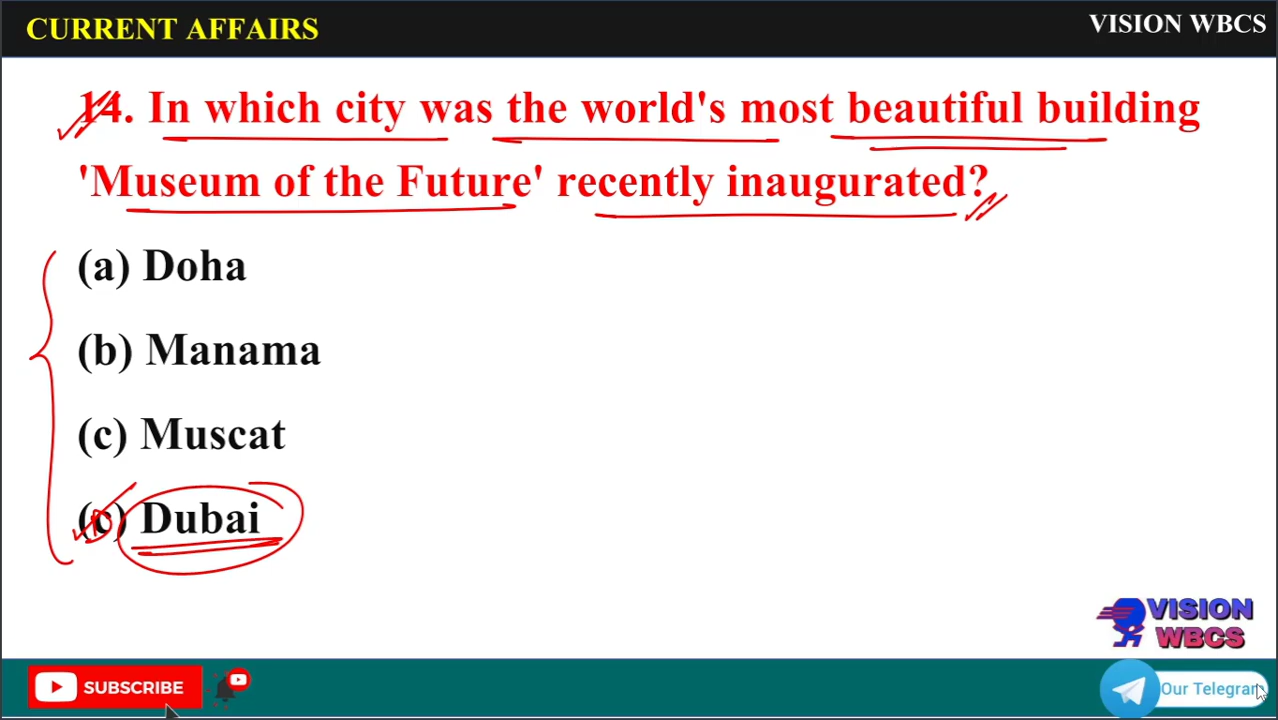 CURRENT AFFAIRS
VISION WBCS
14. In which city was the world's most beautiful building
'Museum of the Future' recently inaugurated?
(a) Doha
(b) Manama
(c) Muscat
(c) Dubai
VISION
WBCS
SUBSCRIBE
Our Telegram